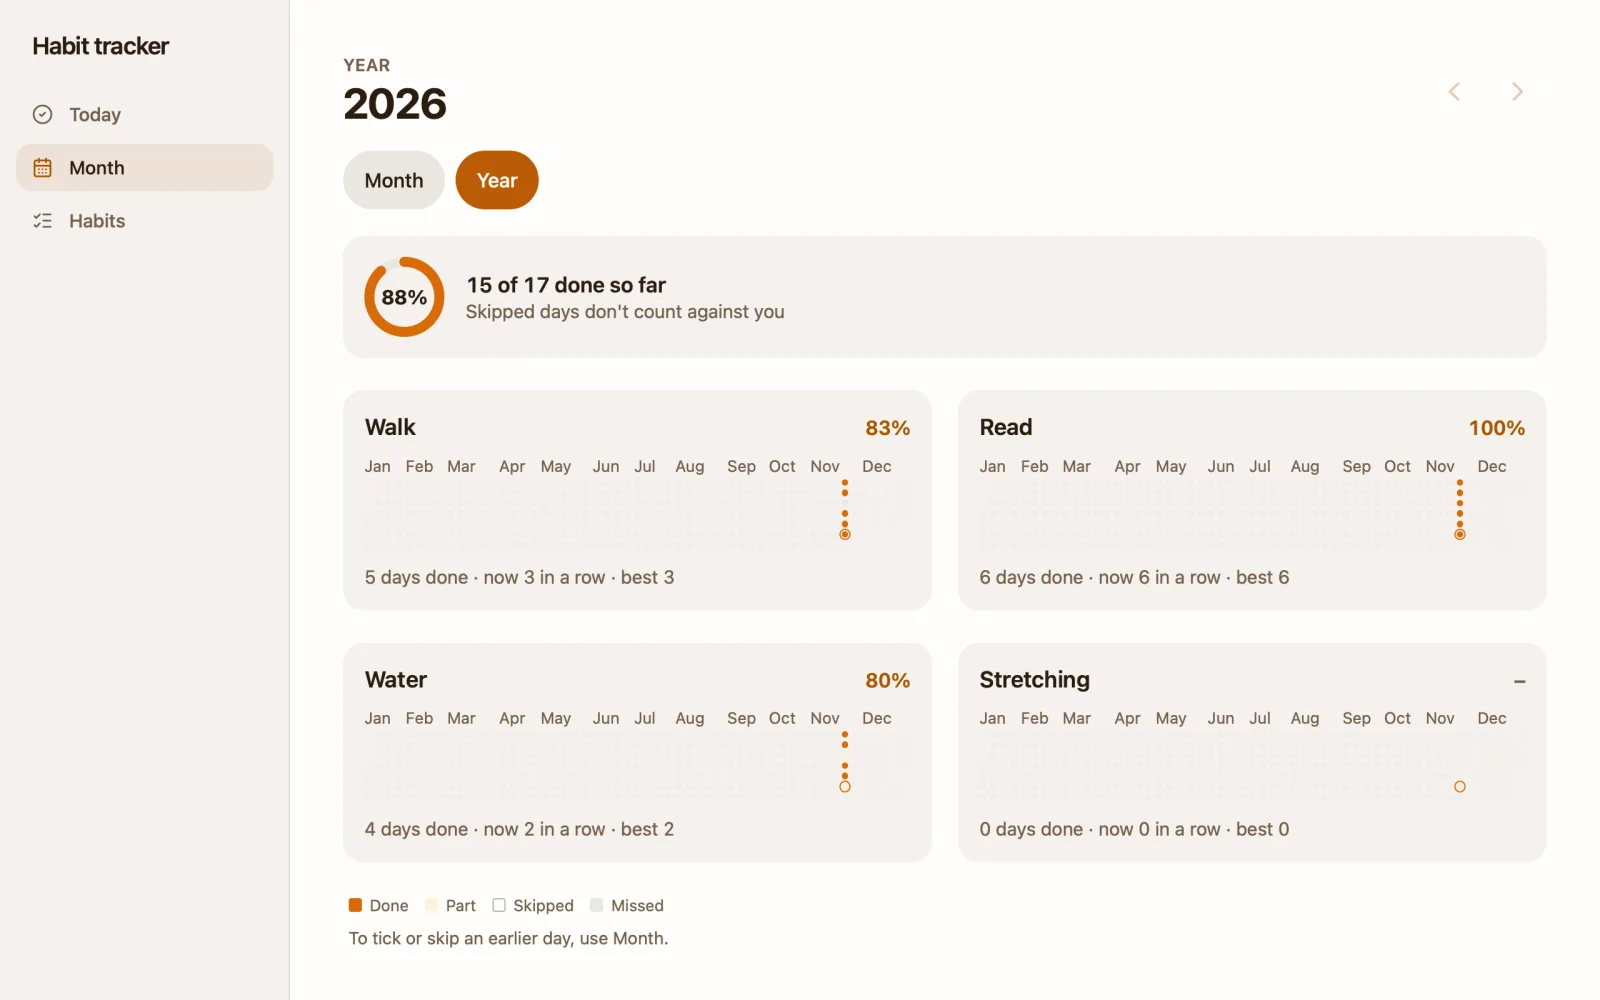 Habit tracker
Today
Month
Habits
YEAR
2026
Month Year
88%
15 of 17 done so far
Skipped days don't count against you
Walk 83%
Jan Feb Mar Apr May Jun Jul Aug Sep Oct Nov Dec
5 days done · now 3 in a row · best 3
Read 100%
Jan Feb Mar Apr May Jun Jul Aug Sep Oct Nov Dec
6 days done · now 6 in a row · best 6
Water 80%
Jan Feb Mar Apr May Jun Jul Aug Sep Oct Nov Dec
4 days done · now 2 in a row · best 2
Stretching –
Jan Feb Mar Apr May Jun Jul Aug Sep Oct Nov Dec
0 days done · now 0 in a row · best 0
Done Part Skipped Missed
To tick or skip an earlier day, use Month.